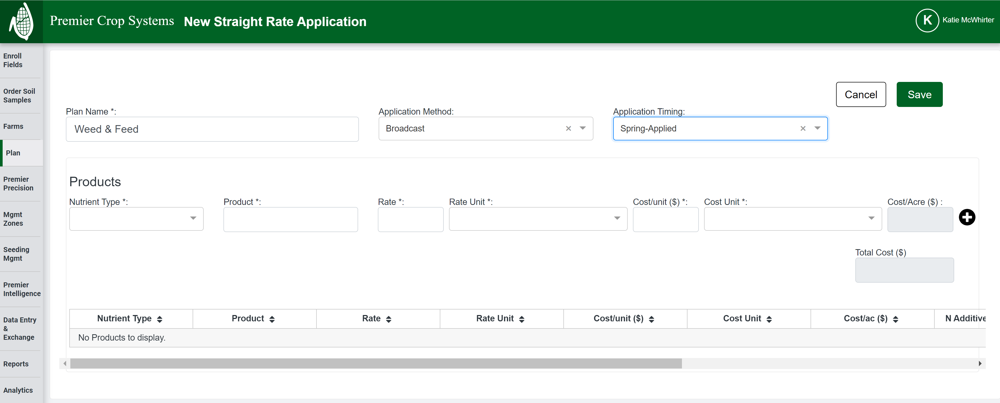 Premier Crop Systems New Straight Rate Application
K Katie McWhirter
Enroll
Fields
Order Soil
Samples
Farms
Plan
Premier
Precision
Mgmt
Zones
Seeding
Mgmt
Premier
Intelligence
Data Entry
&
Exchange
Reports
Analytics
Cancel Save
Plan Name *: Application Method: Application Timing:
Weed & Feed Broadcast Spring-Applied
Products
Nutrient Type *: Product *: Rate *: Rate Unit *: Cost/unit ($) *: Cost Unit *: Cost/Acre ($) :
Total Cost ($)
Nutrient Type Product Rate Rate Unit Cost/unit ($) Cost Unit Cost/ac ($) N Additive
No Products to display.